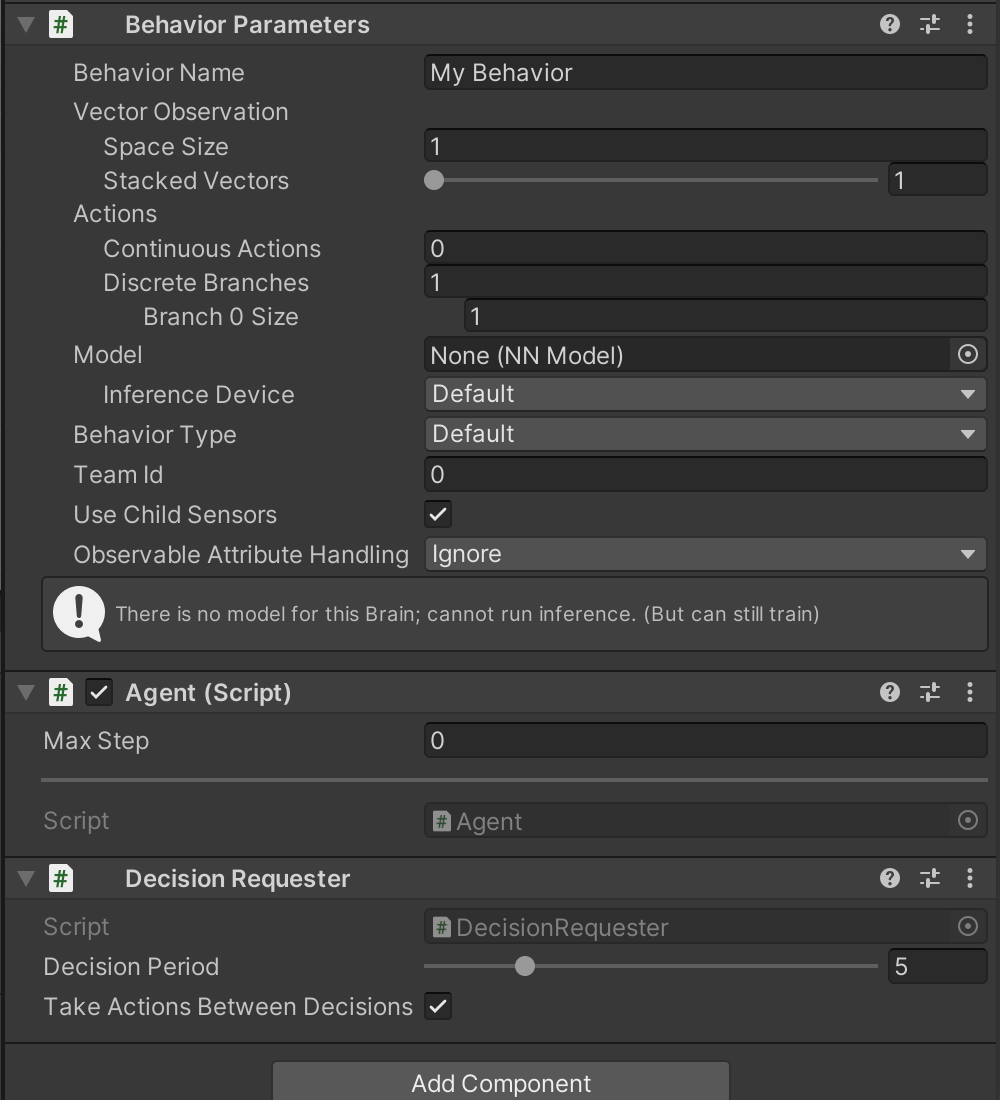 Behavior Parameters
Behavior Name My Behavior
Vector Observation
Space Size 1
Stacked Vectors 1
Actions
Continuous Actions 0
Discrete Branches 1
Branch 0 Size 1
Model None (NN Model)
Inference Device Default
Behavior Type Default
Team Id 0
Use Child Sensors
Observable Attribute Handling Ignore
There is no model for this Brain; cannot run inference. (But can still train)
# Agent (Script)
Max Step 0
Script # Agent
# Decision Requester
Script # DecisionRequester
Decision Period 5
Take Actions Between Decisions
Add Component